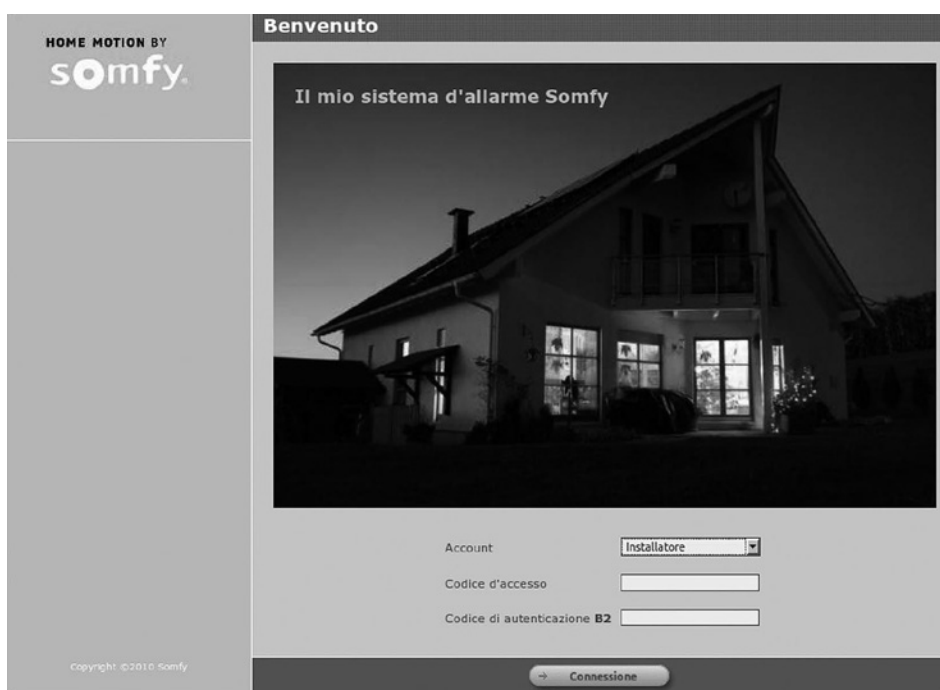 HOME MOTION BY
somfy.
Benvenuto
Il mio sistema d'allarme Somfy
Account
Installatore
Codice d'accesso
Codice di autenticazione B2
Copyright ©2010 Somfy
→ Connessione